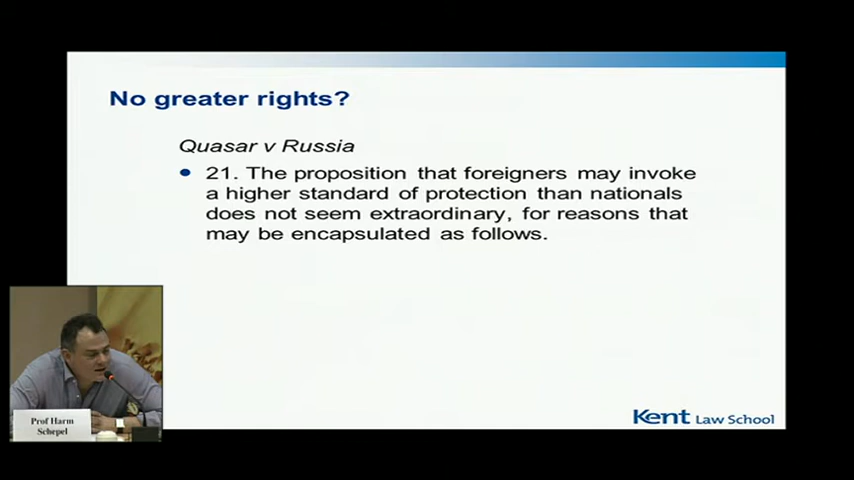 No greater rights?
Quasar v Russia
• 21. The proposition that foreigners may invoke
a higher standard of protection than nationals
does not seem extraordinary, for reasons that
may be encapsulated as follows.
Prof Harm
Schepel
Kent Law School